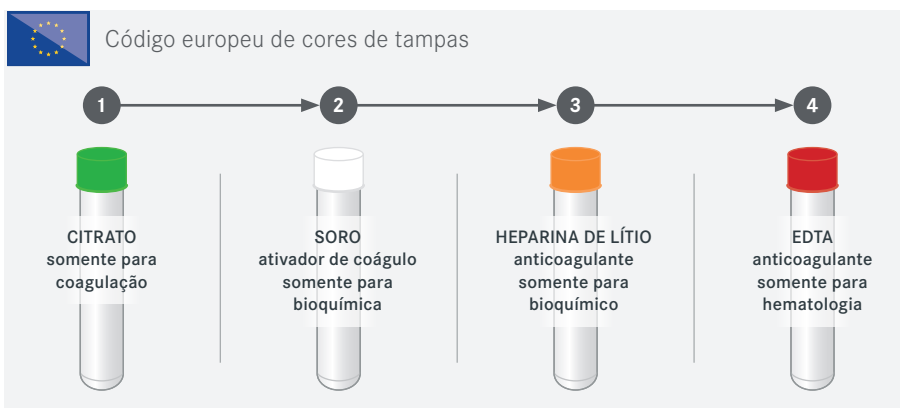 Código europeu de cores de tampas
1
2
3
4
CITRATO
somente para
coagulação
SORO
ativador de coágulo
somente para
bioquímica
HEPARINA DE LÍTIO
anticoagulante
somente para
bioquímico
EDTA
anticoagulante
somente para
hematologia